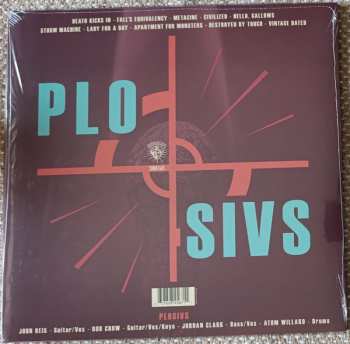 DEATH KICKS IN - FALL'S EQUIVALENCY - METACINE - CIVILIZED - HELLO, GALLOWS
STORM MACHINE - LADY FOR A DAY - APARTMENT FOR MONSTERS - DESTROYED BY TRUCK - VINTAGE DATED
PLO
SIVS
PLOSIVS
JOHN REIS - Guitar/Vox - ROB CROW - Guitar/Vox/Keys - JORDAN CLARK - Bass/Vox - ATOM WILLARD - Drums